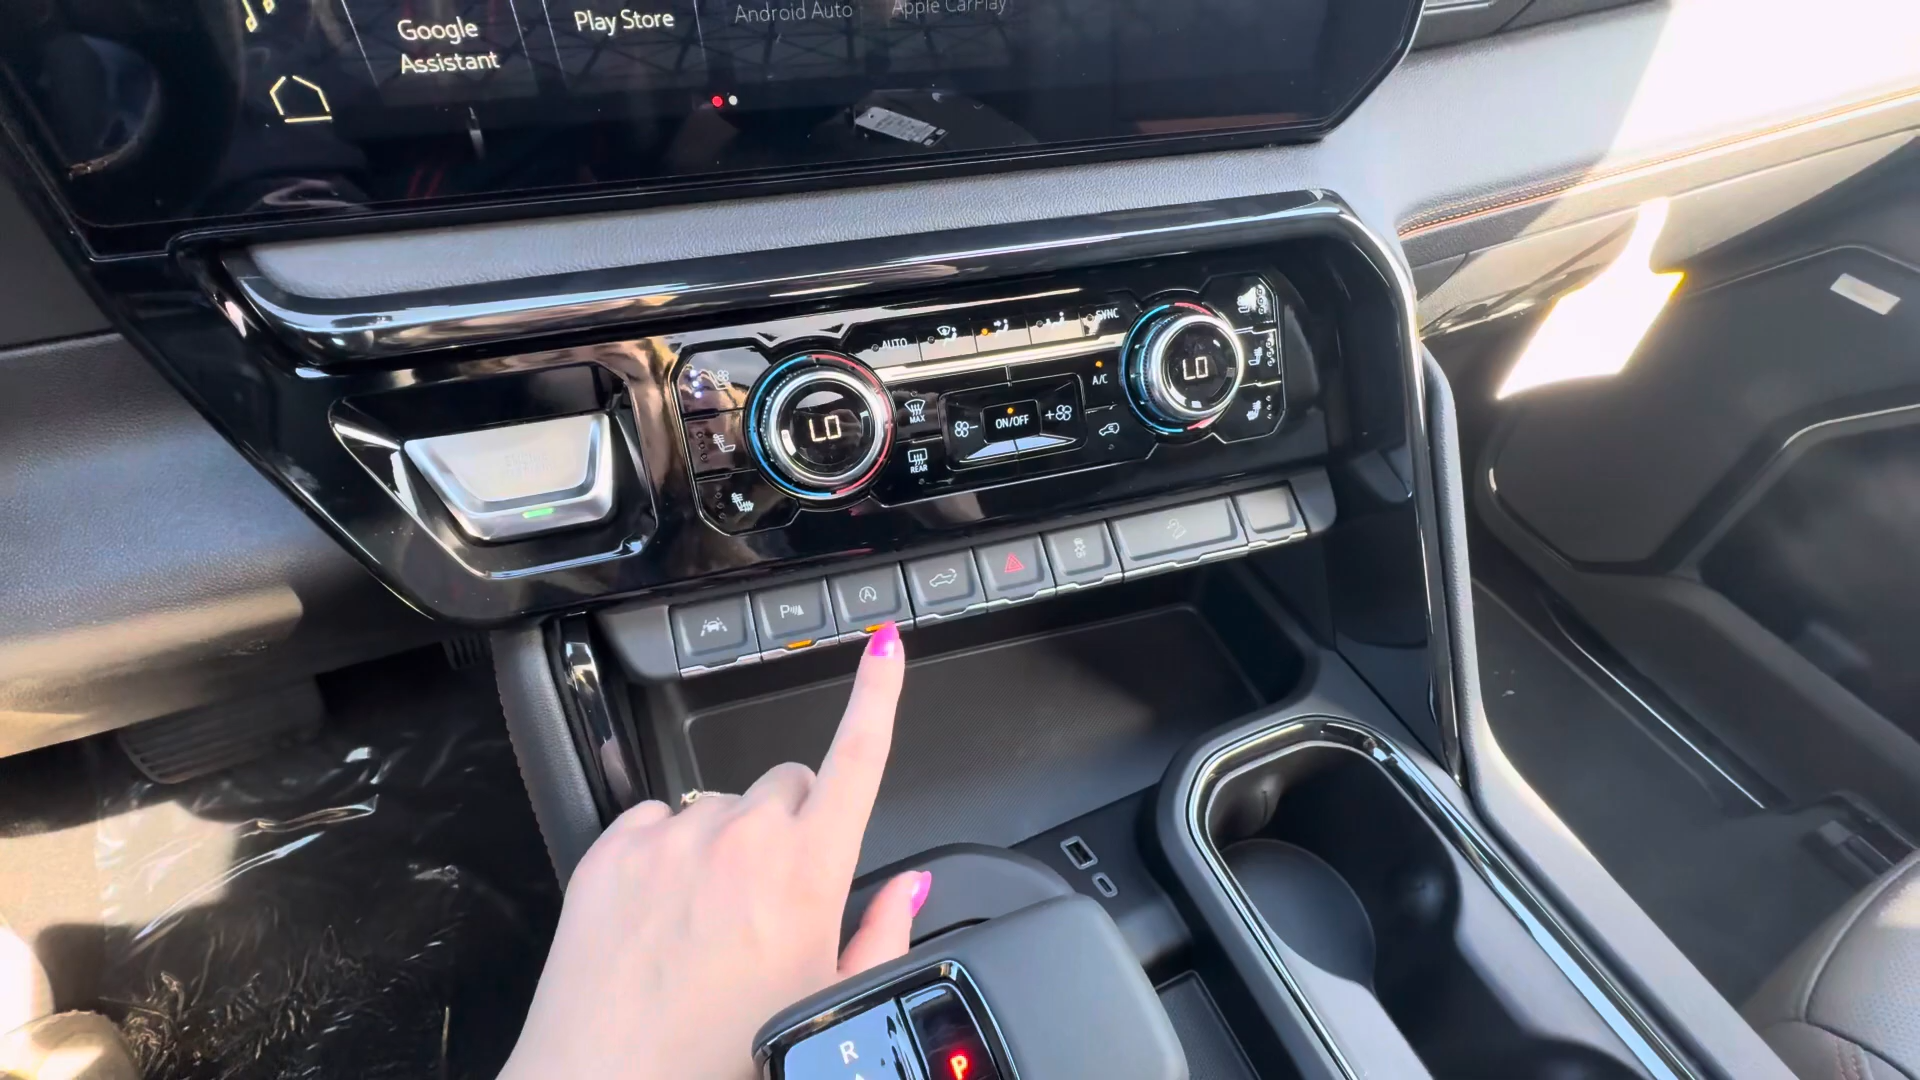 Google
Assistant
Play Store
Android Auto
Apple CarPlay
AUTO
SYNC
LO
MAX
REAR
ON/OFF
A/C
LO
P
A
R
P